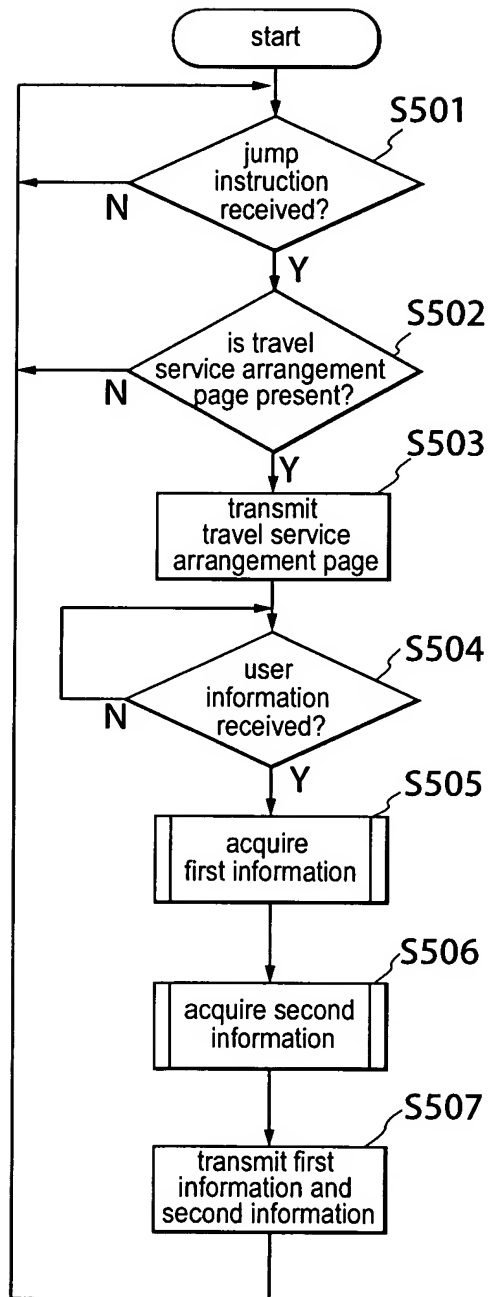 start
S501
jump
instruction
received?
N
Y
S502
is travel
service arrangement
page present?
N
Y
S503
transmit
travel service
arrangement page
S504
user
information
received?
N
Y
S505
acquire
first information
S506
acquire second
information
S507
transmit first
information and
second information